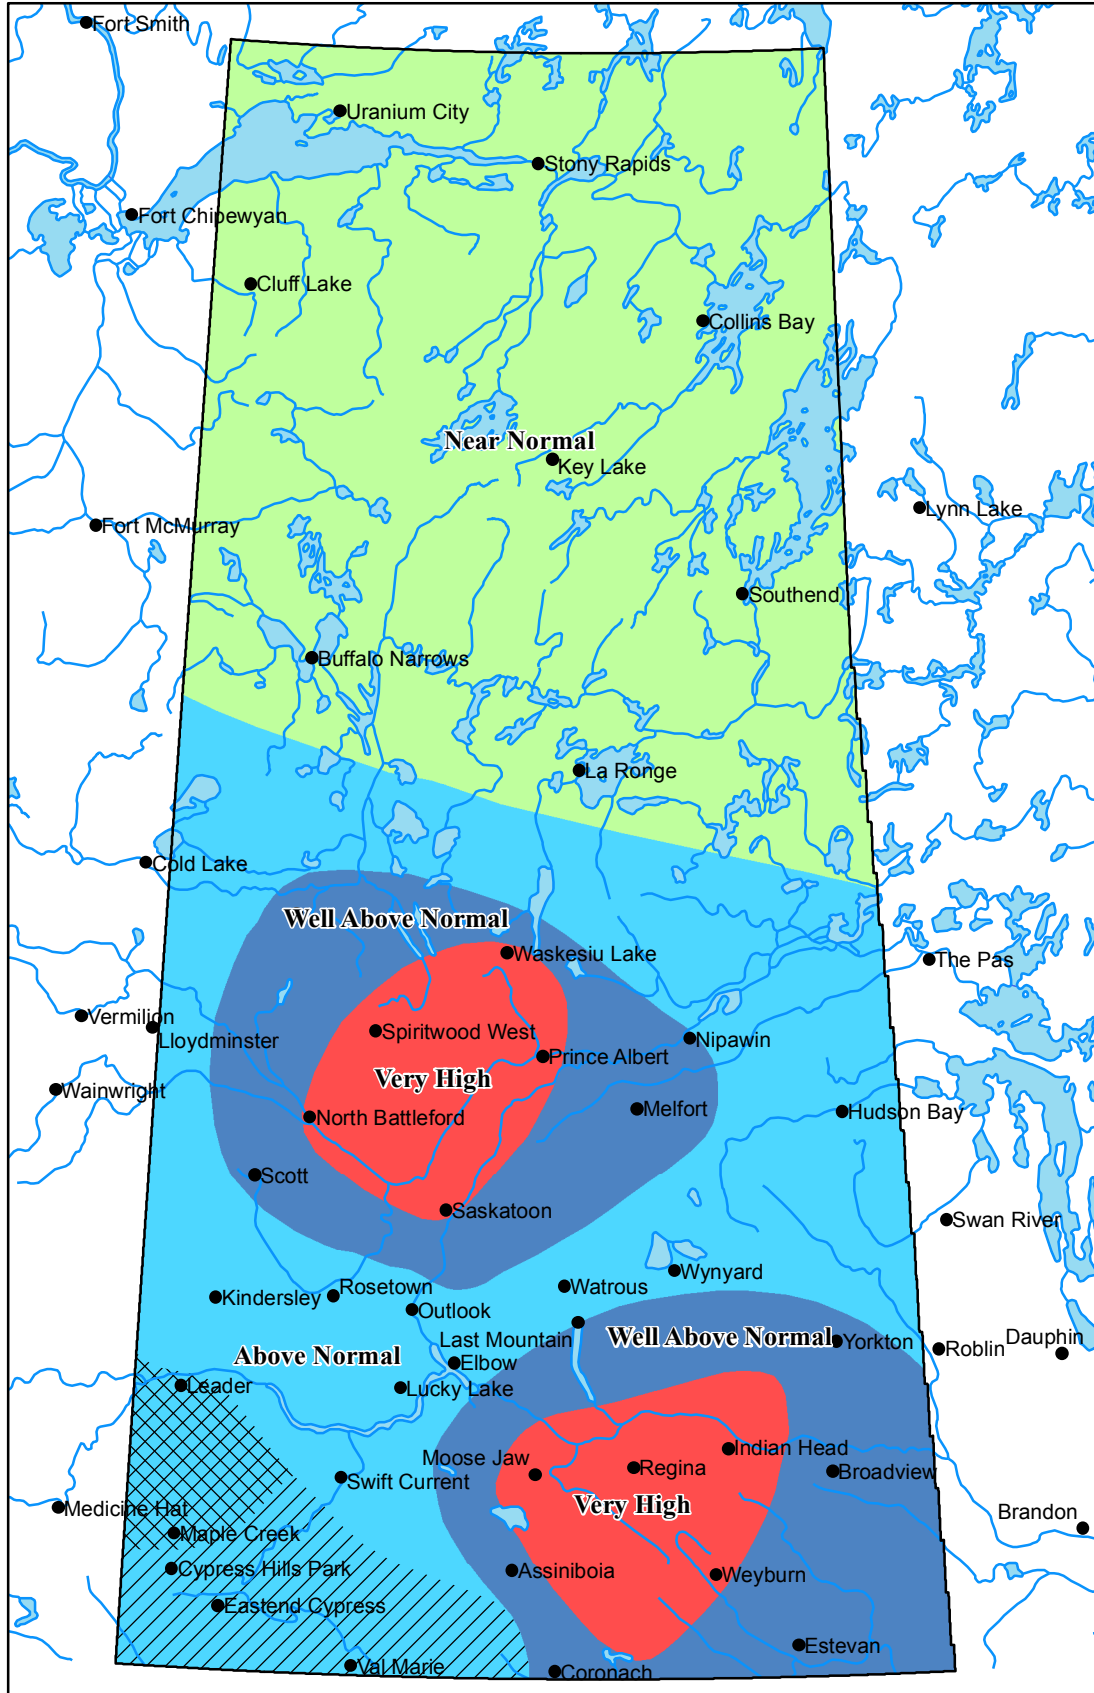 Fort Smith
Uranium City
Stony Rapids
Fort Chipewyan
Cluff Lake
Collins Bay
Near Normal
Key Lake
Lynn Lake
Fort McMurray
Southend
Buffalo Narrows
La Ronge
Cold Lake
Well Above Normal
Waskesiu Lake
The Pas
Vermilion
Lloydminster
Spiritwood West
Nipawin
Prince Albert
Very High
Wainwright
North Battleford
Melfort
Hudson Bay
Scott
Saskatoon
Swan River
Wynyard
Watrous
Kindersley
Rosetown
Outlook
Last Mountain
Well Above Normal
Yorkton
Roblin
Dauphin
Above Normal
Elbow
Leader
Lucky Lake
Moose Jaw
Regina
Indian Head
Broadview
Swift Current
Medicine Hat
Very High
Brandon
Maple Creek
Cypress Hills Park
Assiniboia
Weyburn
Eastend Cypress
Estevan
Val Marie
Coronach